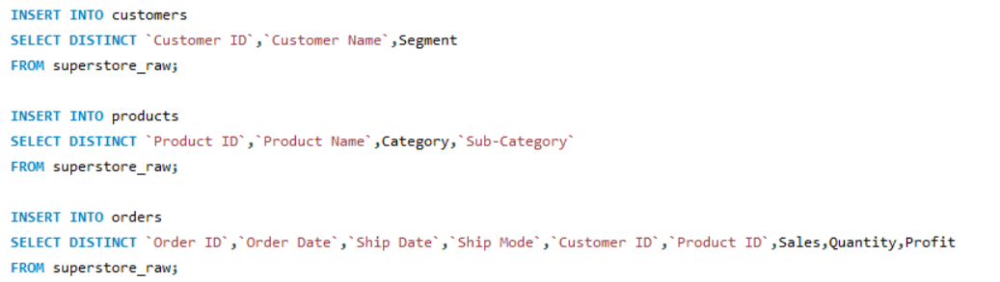 INSERT INTO customers
SELECT DISTINCT `Customer ID`,`Customer Name`,Segment
FROM superstore_raw;
INSERT INTO products
SELECT DISTINCT `Product ID`,`Product Name`,Category,`Sub-Category`
FROM superstore_raw;
INSERT INTO orders
SELECT DISTINCT `Order ID`,`Order Date`,`Ship Date`,`Ship Mode`,`Customer ID`,`Product ID`,Sales,Quantity,Profit
FROM superstore_raw;